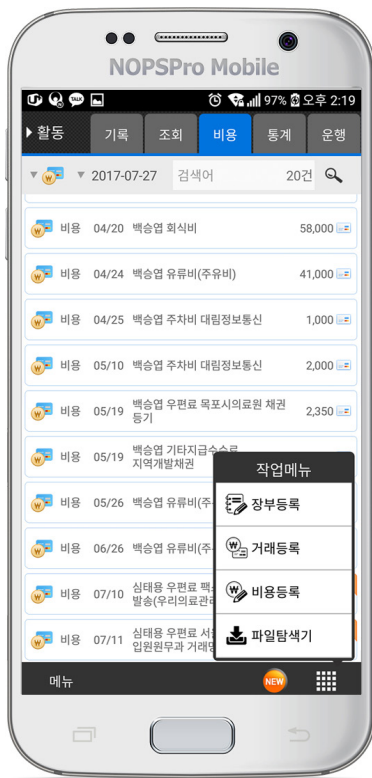 NOPSPro Mobile
TALK 97% 오후 2:19
활동 기록 조회 비용 통계 운행
2017-07-27 검색어 20건
비용 04/20 백승엽 회식비 58,000
비용 04/24 백승엽 유류비(주유비) 41,000
비용 04/25 백승엽 주차비 대림정보통신 1,000
비용 05/10 백승엽 주차비 대림정보통신 2,000
비용 05/19 백승엽 우편료 목포시의료원 채권
등기 2,350
비용 05/19 백승엽 기타지급수수료
지역개발채권
비용 05/26 백승엽 유류비(주
비용 06/26 백승엽 유류비(주
비용 07/10 심태용 우편료 팩
발송(우리의료관리
비용 07/11 심태용 우편료 서
입원원무과 거래명
작업메뉴
장부등록
거래등록
비용등록
파일탐색기
메뉴 NEW